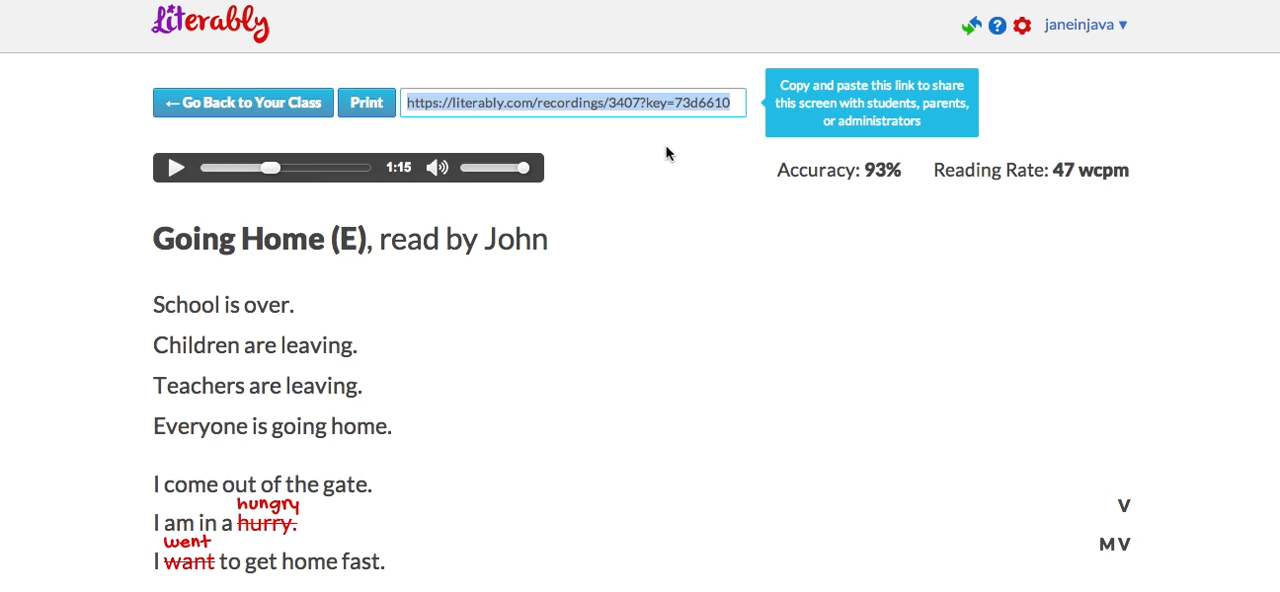 Literably
janeinjava ▼
← Go Back to Your Class
Print
https://literably.com/recordings/3407?key=73d6610
Copy and paste this link to share
this screen with students, parents,
or administrators
1:15
Accuracy: 93%
Reading Rate: 47 wcpm
Going Home (E), read by John
School is over.
Children are leaving.
Teachers are leaving.
Everyone is going home.
I come out of the gate.
hungry
I am in a hurry.
V
went
I want to get home fast.
M V